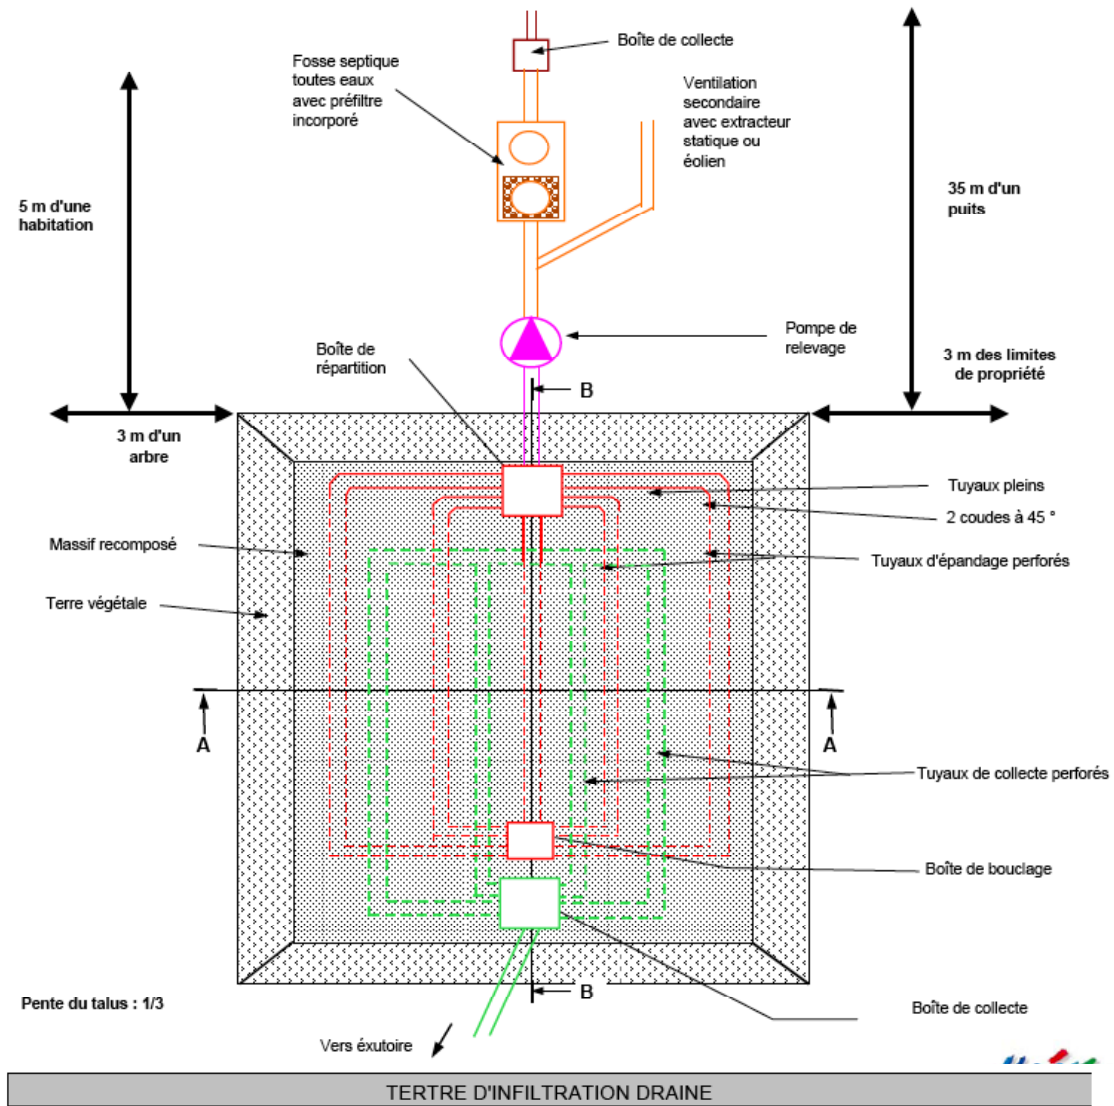 Boîte de collecte
Fosse septique
toutes eaux
avec préfiltre
incorporé
Ventilation
secondaire
avec extracteur
statique ou
éolien
5 m d'une
habitation
35 m d'un
puits
Pompe de
relevage
Boîte de
répartition
3 m des limites
de propriété
B
3 m d'un
arbre
Tuyaux pleins
2 coudes à 45 °
Massif recomposé
Tuyaux d'épandage perforés
Terre végétale
A
A
Tuyaux de collecte perforés
Boîte de bouclage
B
Pente du talus : 1/3
Boîte de collecte
Vers éxutoire
TERTRE D'INFILTRATION DRAINE